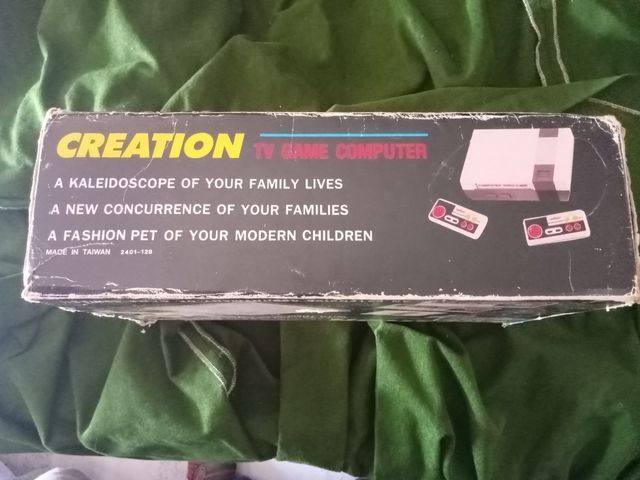 CREATION TV GAME COMPUTER
A KALEIDOSCOPE OF YOUR FAMILY LIVES
A NEW CONCURRENCE OF YOUR FAMILIES
A FASHION PET OF YOUR MODERN CHILDREN
MADE IN TAIWAN 2401-128